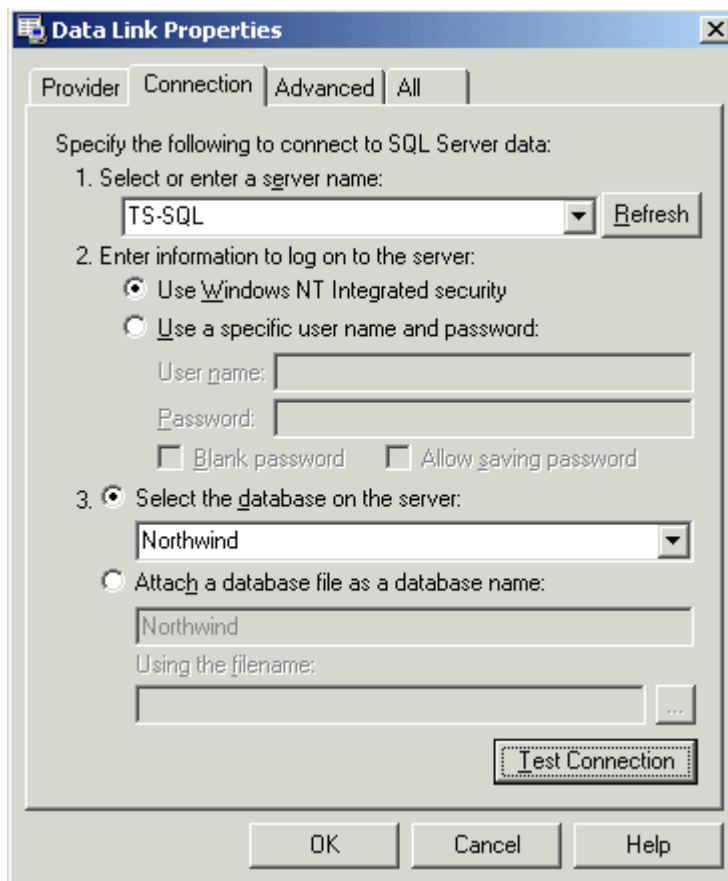 Data Link Properties
Provider Connection Advanced All
Specify the following to connect to SQL Server data:
1. Select or enter a server name:
TS-SQL Refresh
2. Enter information to log on to the server:
Use Windows NT Integrated security
Use a specific user name and password:
User name:
Password:
Blank password Allow saving password
3. Select the database on the server:
Northwind
Attach a database file as a database name:
Northwind
Using the filename:
...
Test Connection
OK Cancel Help